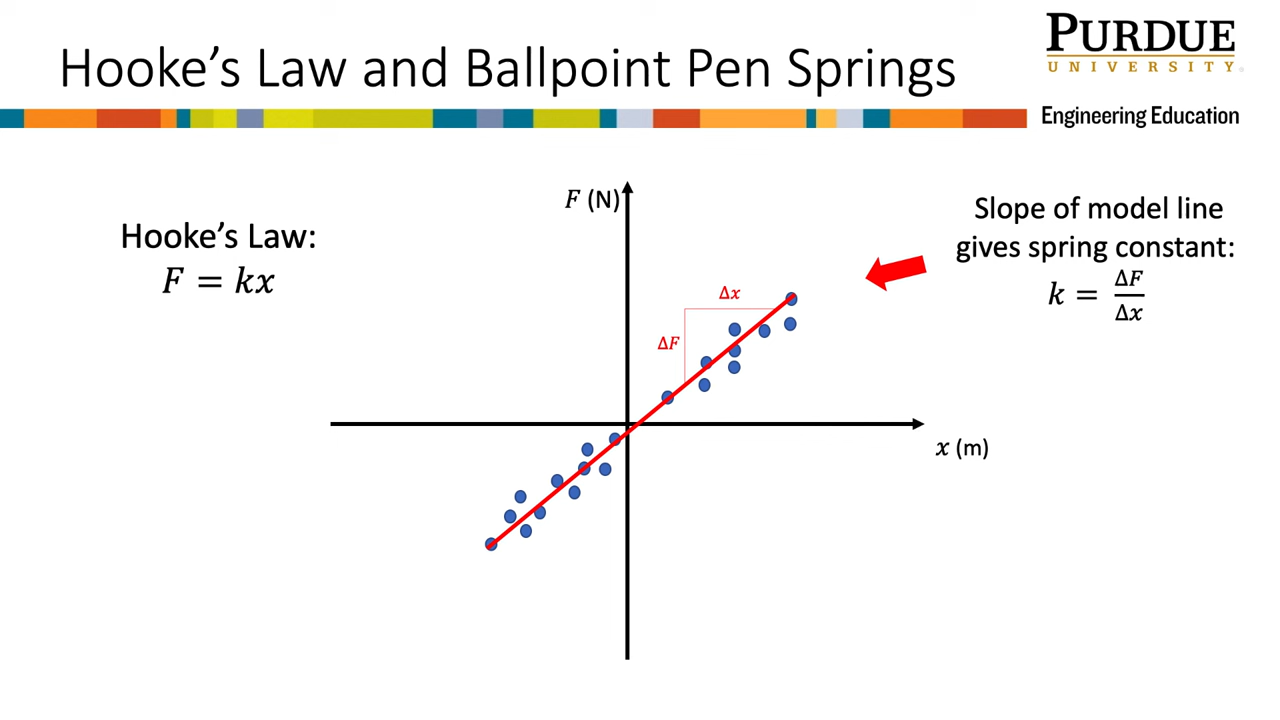 Hooke's Law and Ballpoint Pen Springs
PURDUE
UNIVERSITY.
Engineering Education
Hooke's Law:
F = kx
F (N)
Slope of model line
gives spring constant:
k = ΔF/Δx
Δx
ΔF
x (m)